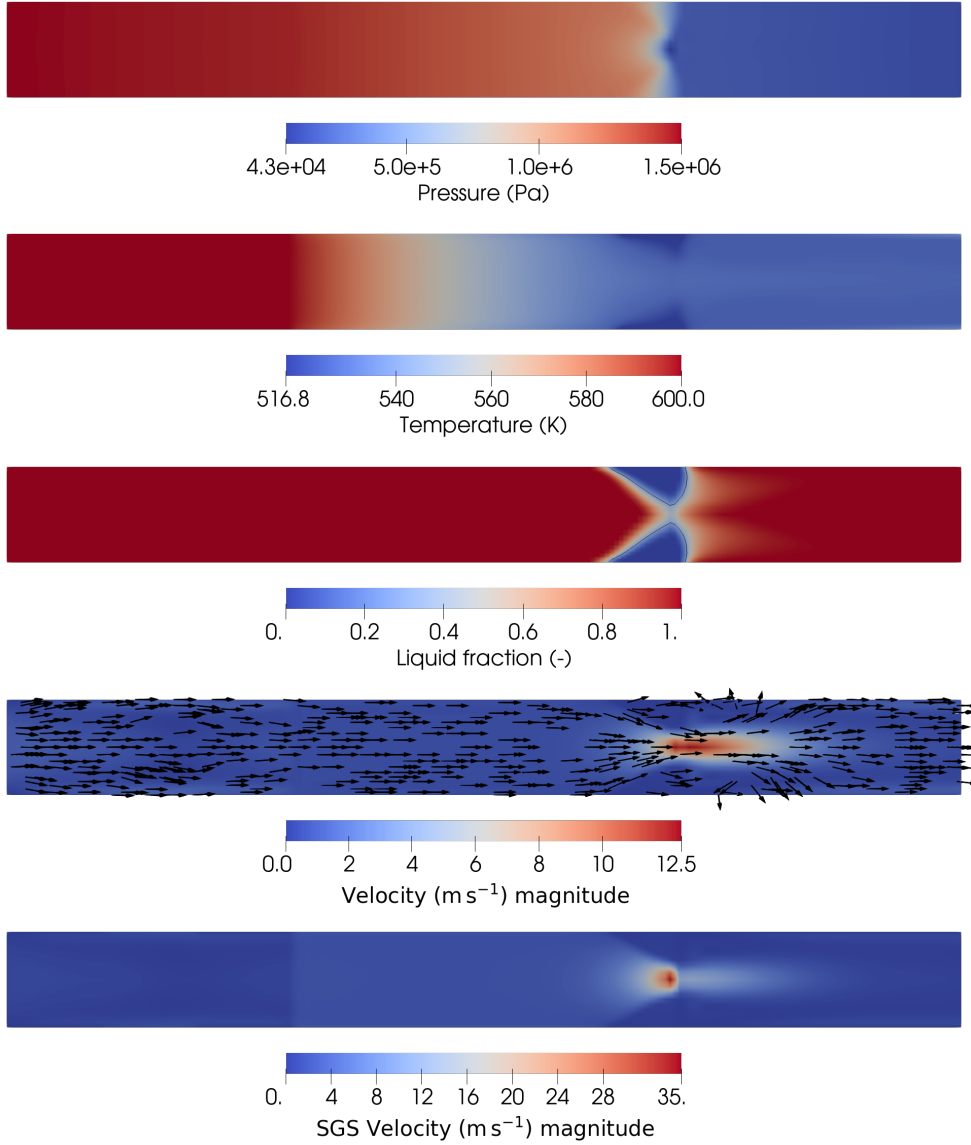 4.3e+04 5.0e+5 1.0e+6 1.5e+06
Pressure (Pa)
516.8 540 560 580 600.0
Temperature (K)
0. 0.2 0.4 0.6 0.8 1.
Liquid fraction (-)
0.0 2 4 6 8 10 12.5
Velocity (m s⁻¹) magnitude
0. 4 8 12 16 20 24 28 35.
SGS Velocity (m s⁻¹) magnitude